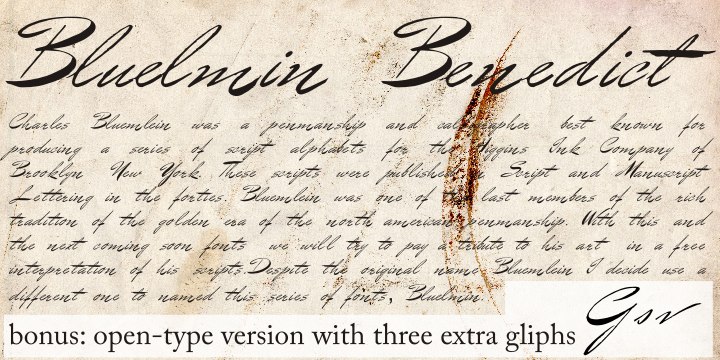 Bluelmin Benedict
Charles Bluemlein was a penmanship and calligrapher best known for
producing a series of script alphabets for the Higgins Ink Company of
Brooklyn New York. These scripts were published in Script and Manuscript
Lettering in the forties. Bluemlein was one of the last members of the rich
tradition of the golden era of the north american penmanship. With this and
the next coming soon fonts we will try to pay a tribute to his art in a free
interpretation of his scripts.Despite the original name Bluemlein I decide use a
different one to named this series of fonts, Bluelmin.
bonus: open-type version with three extra gliphs
G s v